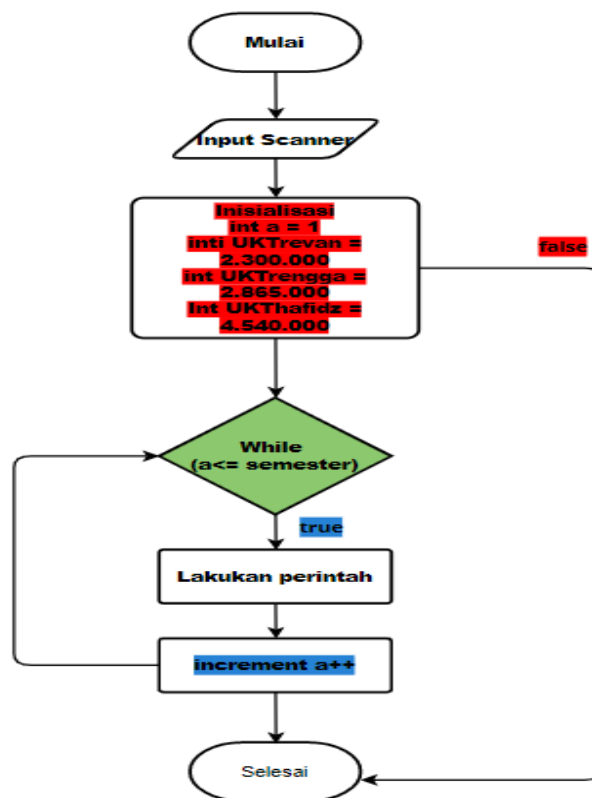 Mulai
Input Scanner
Inisialisasi
int a = 1
inti UKTrevan =
2.300.000
int UKTrengga =
2.865.000
Int UKThafidz =
4.540.000
false
While
(a<= semester)
true
Lakukan perintah
increment a++
Selesai